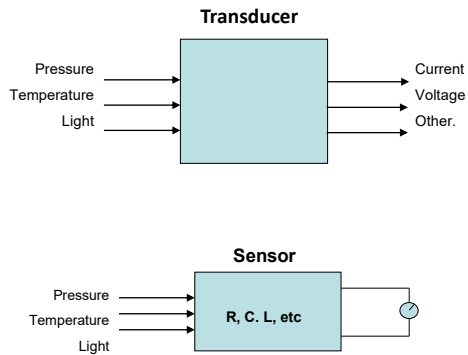 Transducer
Pressure
Temperature
Light
Current
Voltage
Other.
Sensor
Pressure
Temperature
Light
R, C. L, etc